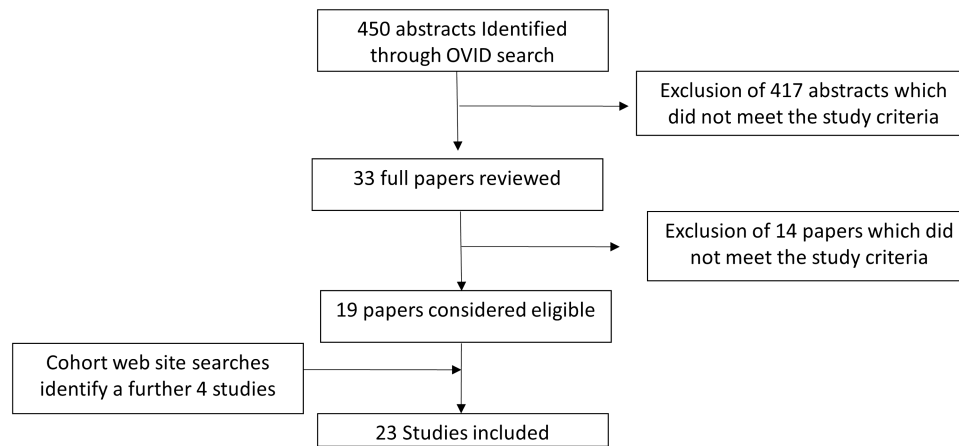 450 abstracts Identified
through OVID search
Exclusion of 417 abstracts which
did not meet the study criteria
33 full papers reviewed
Exclusion of 14 papers which did
not meet the study criteria
19 papers considered eligible
Cohort web site searches
identify a further 4 studies
23 Studies included